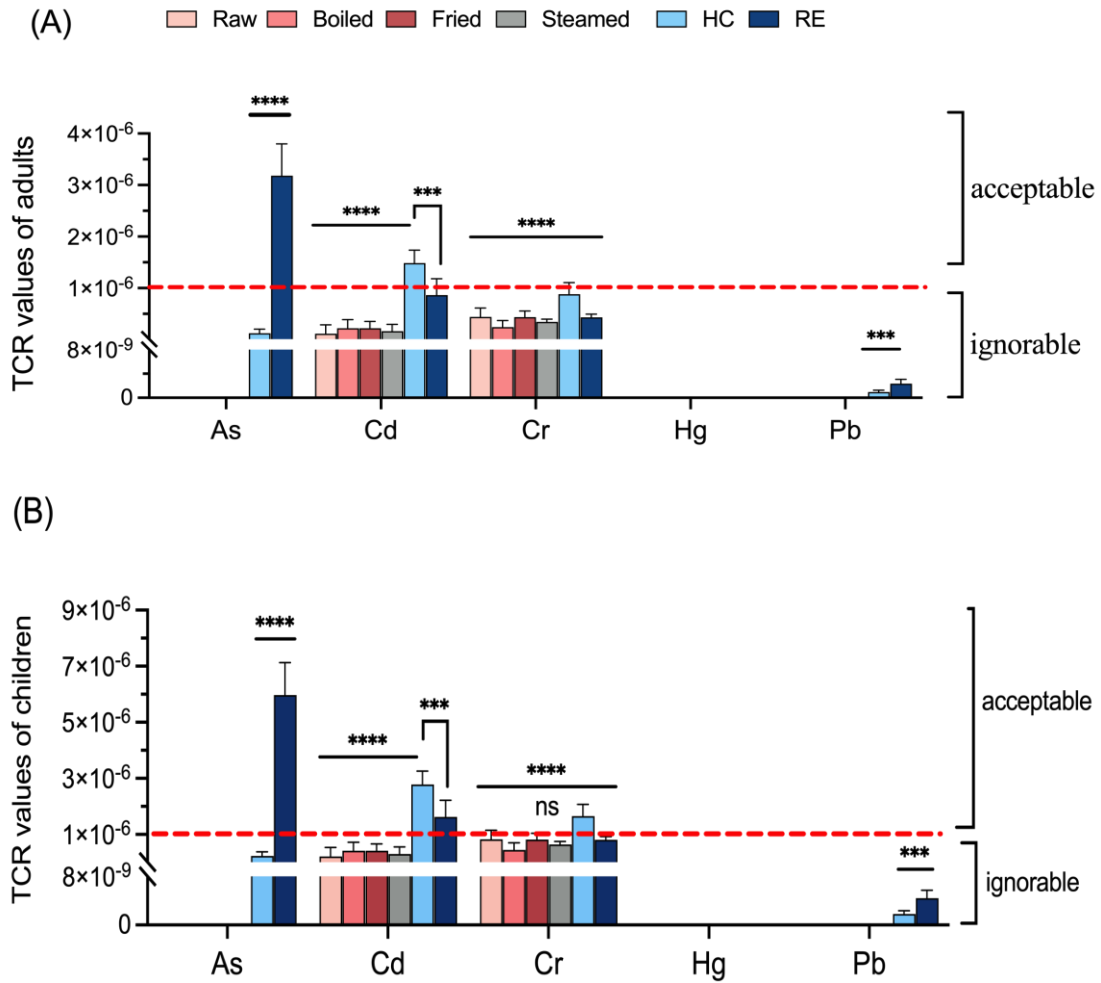 (A)
Raw Boiled Fried Steamed HC RE
TCR values of adults
4×10⁻⁶
3×10⁻⁶
2×10⁻⁶
1×10⁻⁶
8×10⁻⁹
0
****
****
***
****
***
acceptable
ignorable
As Cd Cr Hg Pb
(B)
TCR values of children
9×10⁻⁶
7×10⁻⁶
5×10⁻⁶
3×10⁻⁶
1×10⁻⁶
8×10⁻⁹
0
****
****
***
****
ns
***
acceptable
ignorable
As Cd Cr Hg Pb